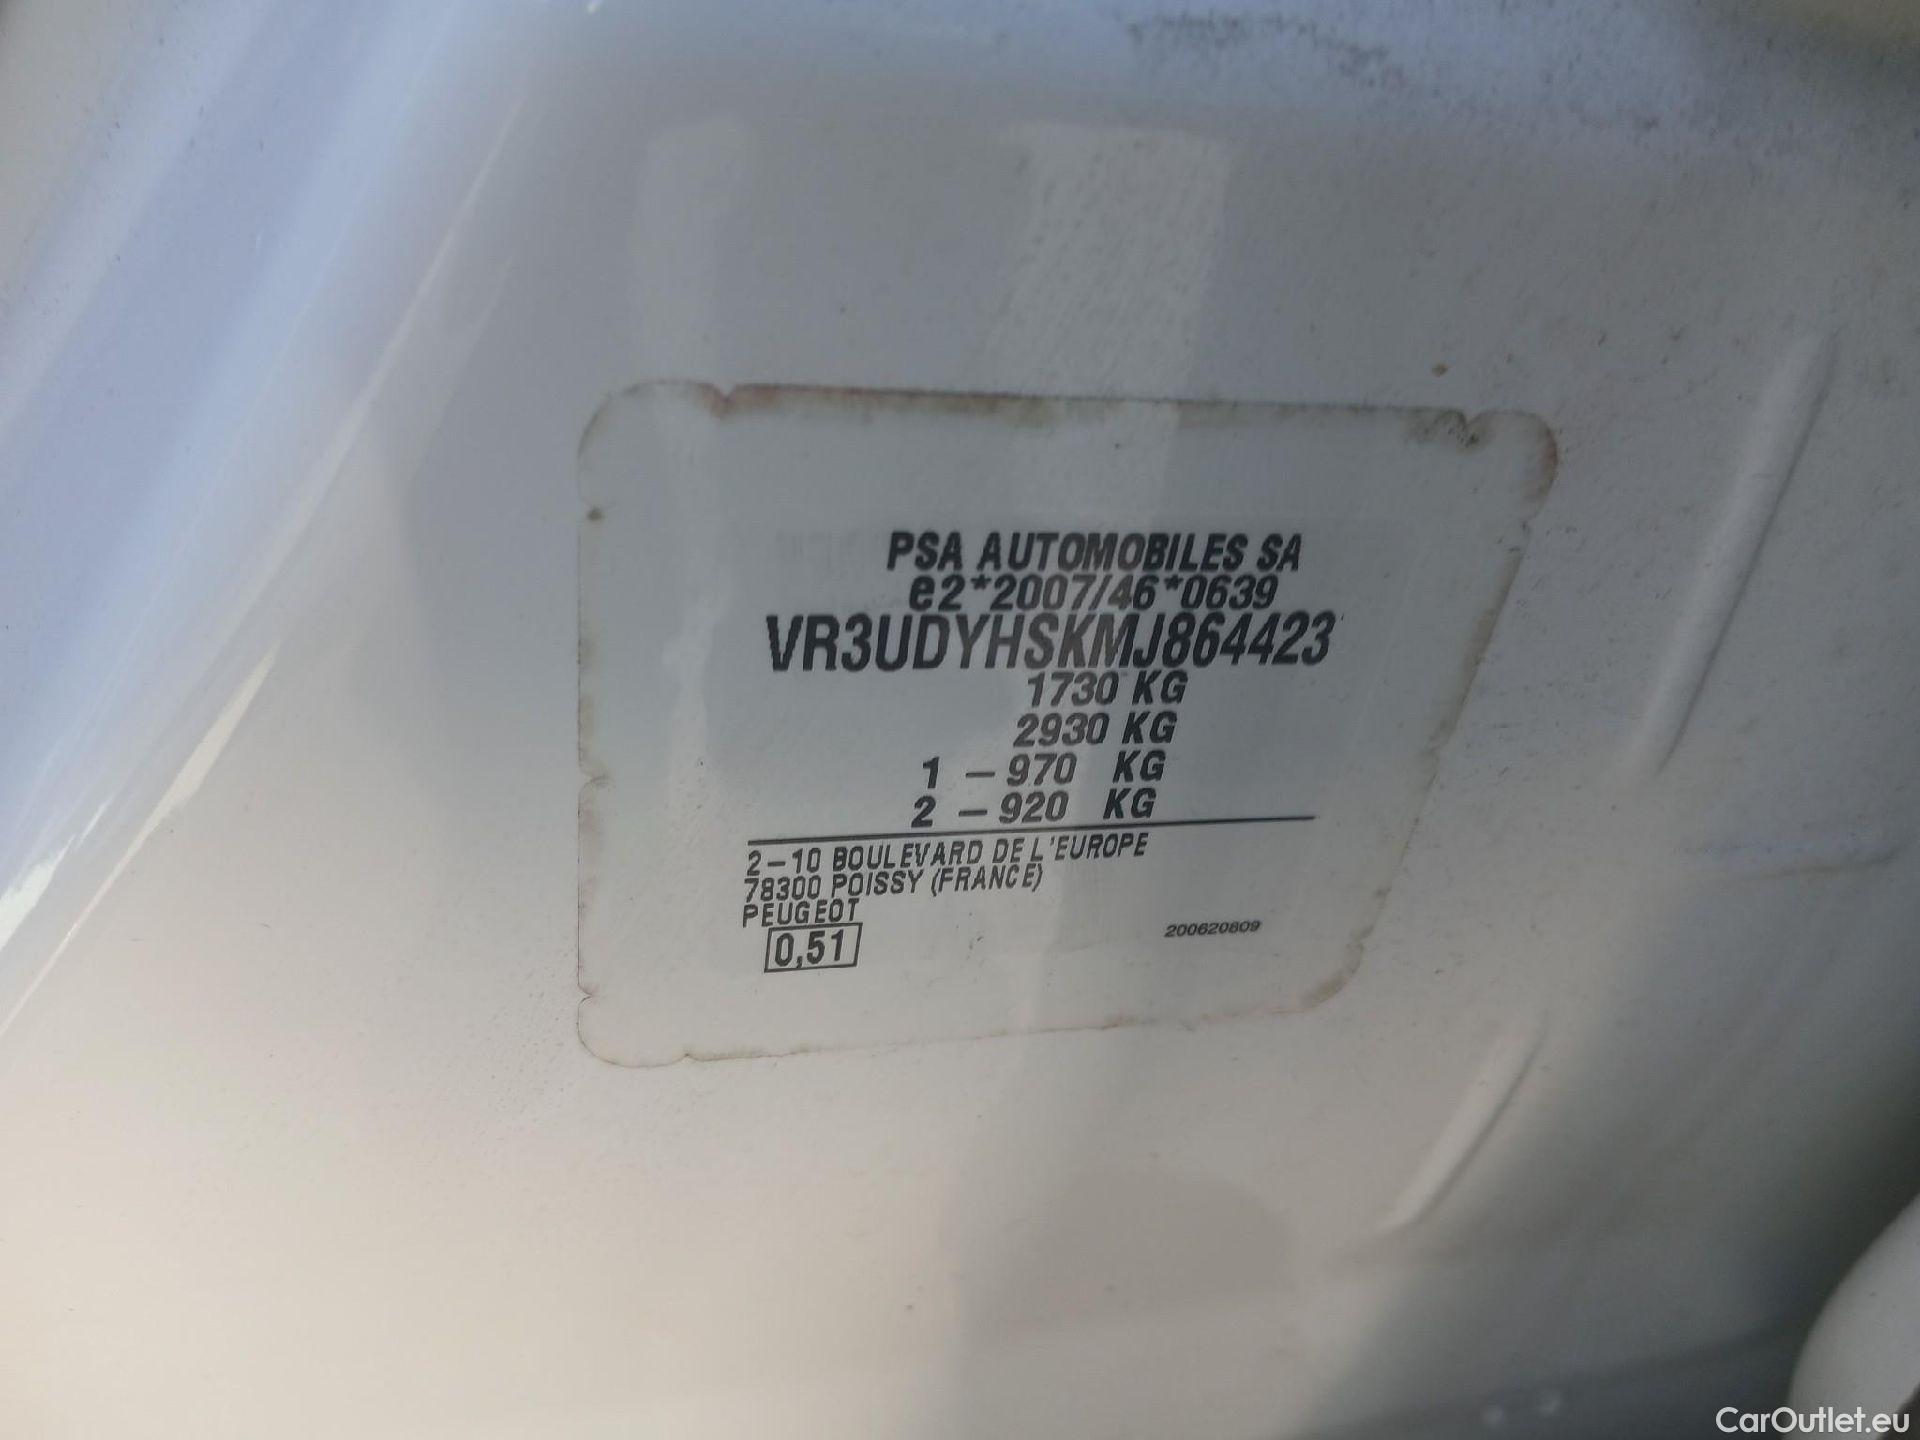 PSA AUTOMOBILES SA
e2*2007/46*0639
VR3UDYHSKMJ864423
1730 KG
2930 KG
1 – 970 KG
2 – 920 KG
2–10 BOULEVARD DE L'EUROPE
78300 POISSY (FRANCE)
PEUGEOT
0,51
200620809
CarOutlet.eu